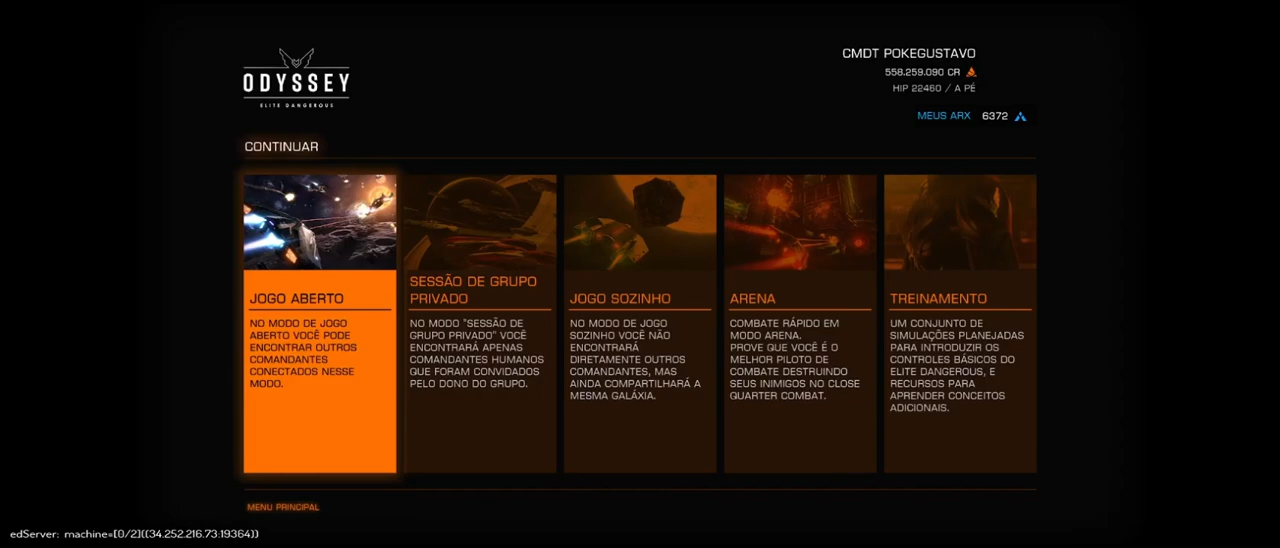 ODYSSEY
ELITE DANGEROUS
CMDT POKEGUSTAVO
558.259.090 CR
HIP 22460 / A PÉ
MEUS ARX 6372
CONTINUAR
JOGO ABERTO
NO MODO DE JOGO
ABERTO VOCÊ PODE
ENCONTRAR OUTROS
COMANDANTES
CONECTADOS NESSE
MODO.
SESSÃO DE GRUPO
PRIVADO
NO MODO "SESSÃO DE
GRUPO PRIVADO" VOCÊ
ENCONTRARÁ APENAS
COMANDANTES HUMANOS
QUE FORAM CONVIDADOS
PELO DONO DO GRUPO.
JOGO SOZINHO
NO MODO DE JOGO
SOZINHO VOCÊ NÃO
ENCONTRARÁ
DIRETAMENTE OUTROS
COMANDANTES, MAS
AINDA COMPARTILHARÁ A
MESMA GALÁXIA.
ARENA
COMBATE RÁPIDO EM
MODO ARENA.
PROVE QUE VOCÊ É O
MELHOR PILOTO DE
COMBATE DESTRUINDO
SEUS INIMIGOS NO CLOSE
QUARTER COMBAT.
TREINAMENTO
UM CONJUNTO DE
SIMULAÇÕES PLANEJADAS
PARA INTRODUZIR OS
CONTROLES BÁSICOS DO
ELITE DANGEROUS, E
RECURSOS PARA
APRENDER CONCEITOS
ADICIONAIS.
MENU PRINCIPAL
edServer: machine=[0/2]((34.252.216.73:19364))